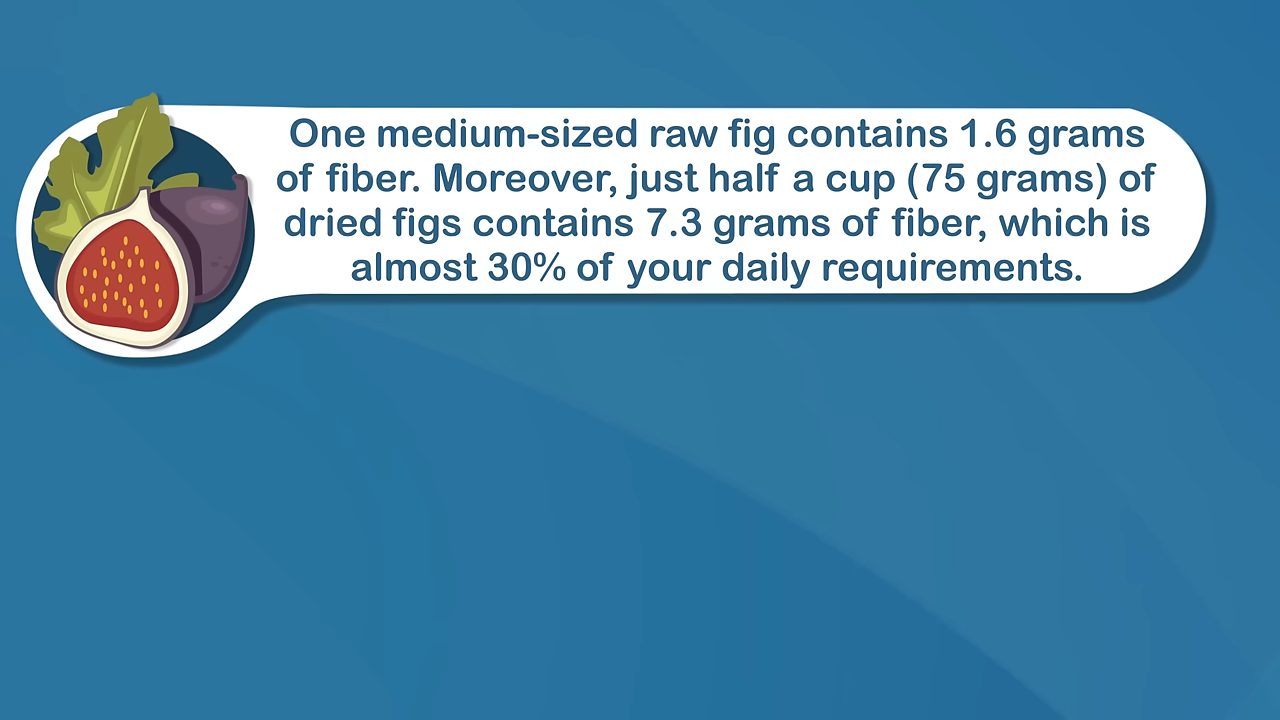 One medium-sized raw fig contains 1.6 grams
of fiber. Moreover, just half a cup (75 grams) of
dried figs contains 7.3 grams of fiber, which is
almost 30% of your daily requirements.